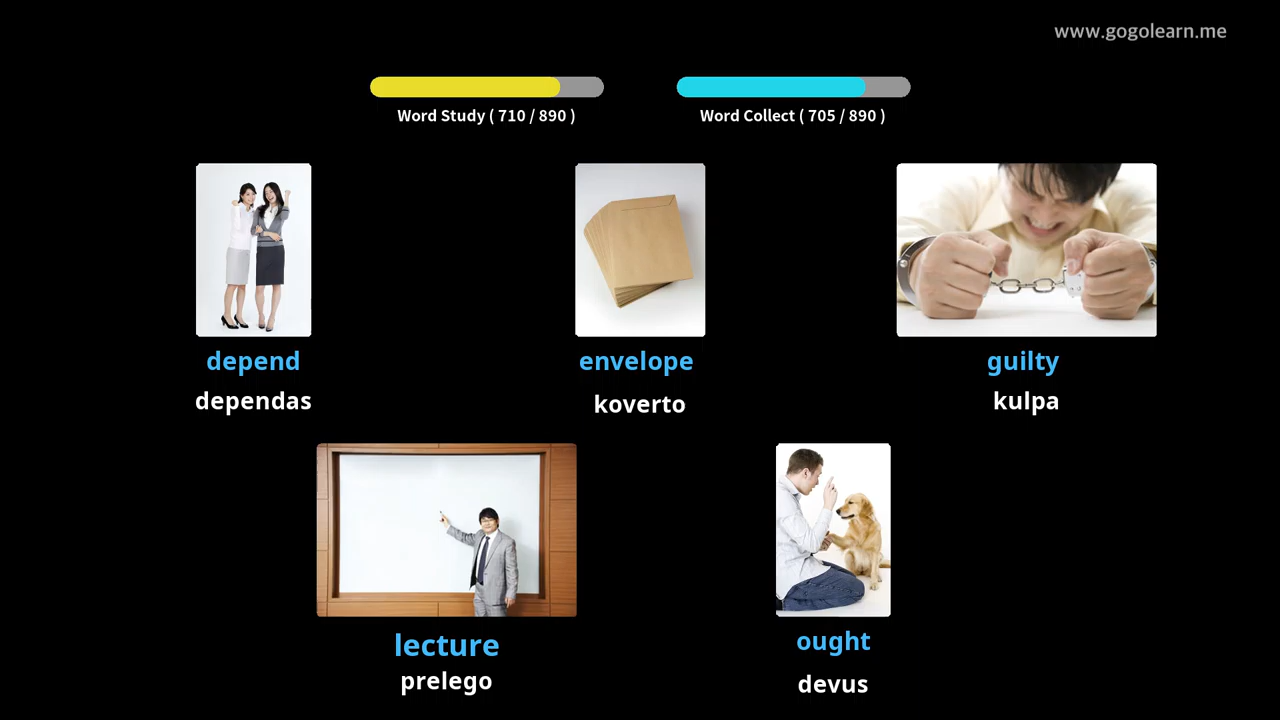 www.gogolearn.me
Word Study ( 710 / 890 )
Word Collect ( 705 / 890 )
depend
dependas
envelope
koverto
guilty
kulpa
lecture
prelego
ought
devus